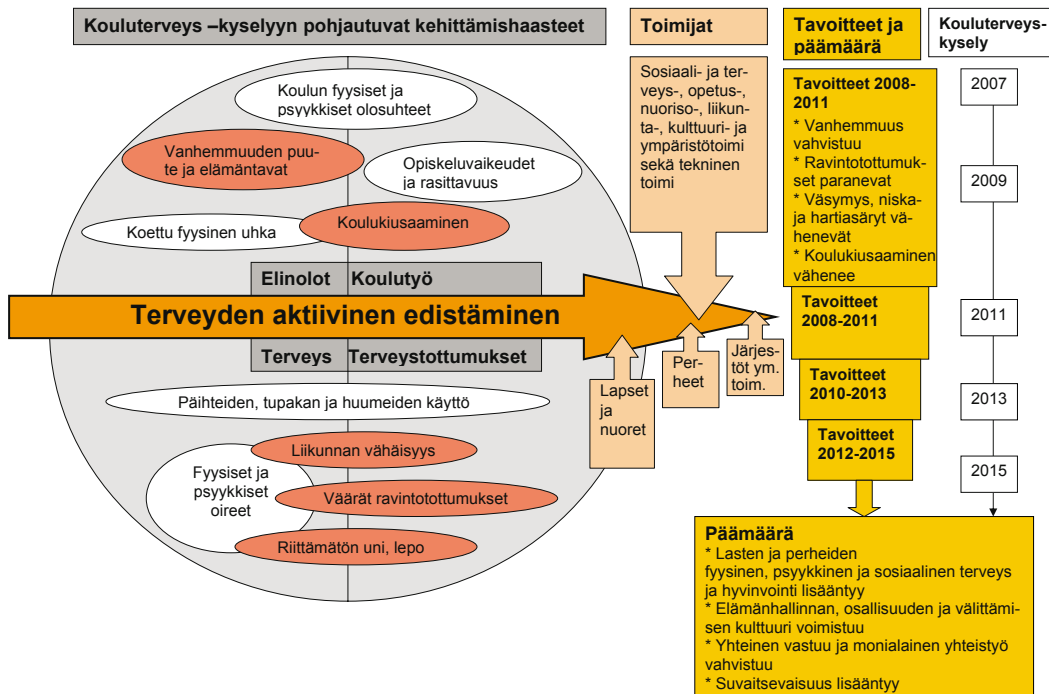 Kouluterveys –kyselyyn pohjautuvat kehittämishaasteet
Koulun fyysiset ja
psyykkiset olosuhteet
Vanhemmuuden puu-
te ja elämäntavat
Opiskeluvaikeudet
ja rasittavuus
Koettu fyysinen uhka
Koulukiusaaminen
Elinolot
Koulutyö
Terveyden aktiivinen edistäminen
Terveys
Terveystottumukset
Päihteiden, tupakan ja huumeiden käyttö
Liikunnan vähäisyys
Fyysiset ja
psyykkiset
oireet
Väärät ravintotottumukset
Riittämätön uni, lepo
Toimijat
Sosiaali- ja ter-
veys-, opetus-,
nuoriso-, liikun-
ta-, kulttuuri- ja
ympäristötoimi
sekä tekninen
toimi
Lapset
ja
nuoret
Per-
heet
Järjes-
töt ym.
toim.
Tavoitteet ja
päämäärä
Tavoitteet 2008-
2011
* Vanhemmuus
vahvistuu
* Ravintotottumuk-
set paranevat
* Väsymys, niska-
ja hartiasäryt vä-
henevät
* Koulukiusaaminen
vähenee
Tavoitteet
2008-2011
Tavoitteet
2010-2013
Tavoitteet
2012-2015
Kouluterveys-
kysely
2007
2009
2011
2013
2015
Päämäärä
* Lasten ja perheiden
fyysinen, psyykkinen ja sosiaalinen terveys
ja hyvinvointi lisääntyy
* Elämänhallinnan, osallisuuden ja välittämi-
sen kulttuuri voimistuu
* Yhteinen vastuu ja monialainen yhteistyö
vahvistuu
* Suvaitsevaisuus lisääntyy